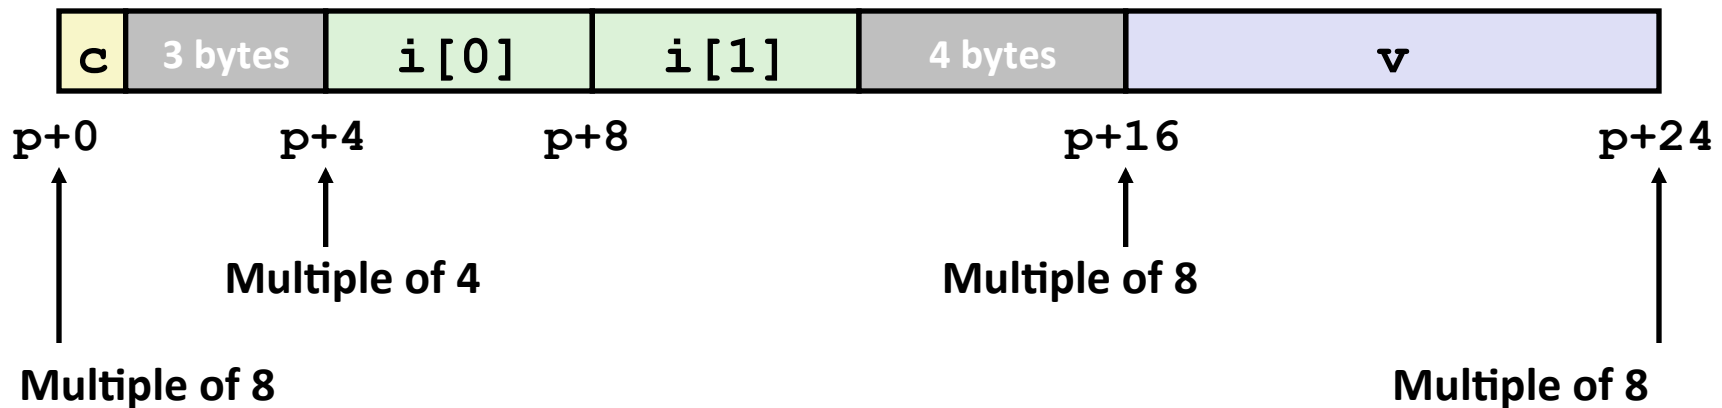 c 3 bytes i[0] i[1] 4 bytes v
p+0 p+4 p+8 p+16 p+24
Multiple of 4 Multiple of 8
Multiple of 8 Multiple of 8